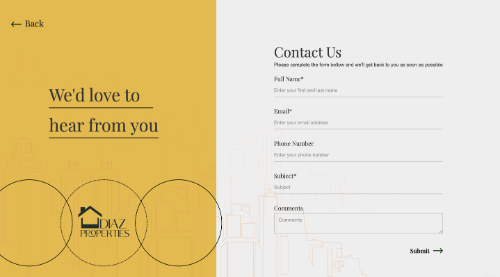 Back
We'd love to
hear from you
DIAZ
PROPERTIES
Contact Us
Please complete the form bellow and we'll get back to you as soon as possible
Full Name*
Enter your first and last name
Email*
Enter your email address
Phone Number
Enter your phone number
Subject*
Subject
Comments
Comments
Submit